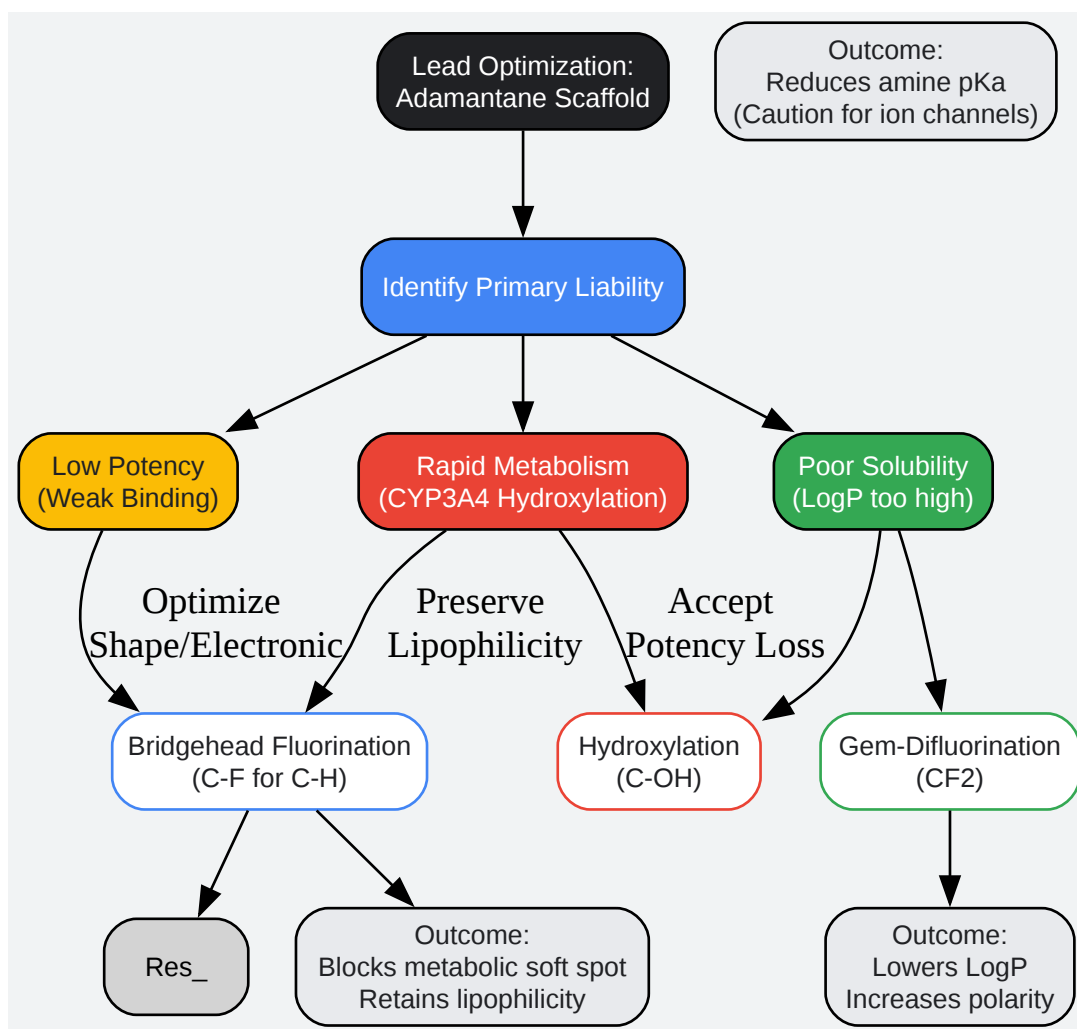 Lead Optimization:
Adamantane Scaffold
Outcome:
Reduces amine pKa
(Caution for ion channels)
Identify Primary Liability
Low Potency
(Weak Binding)
Rapid Metabolism
(CYP3A4 Hydroxylation)
Poor Solubility
(LogP too high)
Optimize
Shape/Electronic
Preserve
Lipophilicity
Accept
Potency Loss
Bridgehead Fluorination
(C-F for C-H)
Hydroxylation
(C-OH)
Gem-Difluorination
(CF2)
Res_
Outcome:
Blocks metabolic soft spot
Retains lipophilicity
Outcome:
Lowers LogP
Increases polarity